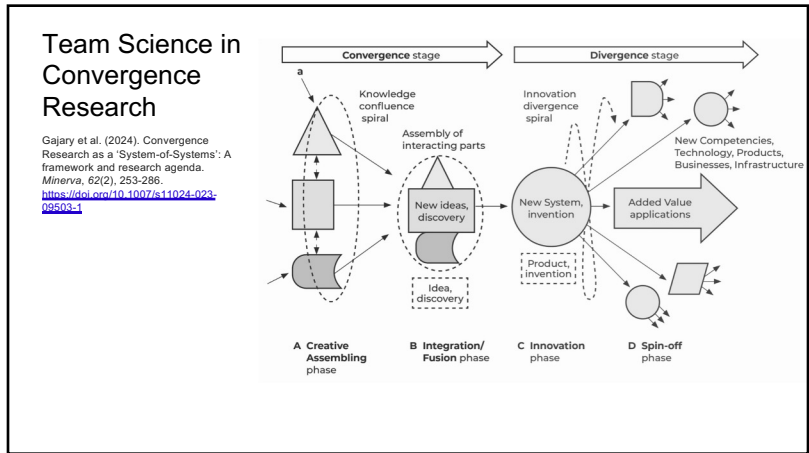 Team Science in
Convergence
Research
Gajary et al. (2024). Convergence
Research as a ‘System-of-Systems’: A
framework and research agenda.
Minerva, 62(2), 253-286.
https://doi.org/10.1007/s11024-023-
09503-1
Convergence stage
Divergence stage
a
Knowledge
confluence
spiral
Innovation
divergence
spiral
Assembly of
interacting parts
New Competencies,
Technology, Products,
Businesses, Infrastructure
New ideas,
discovery
New System,
invention
Added Value
applications
Idea,
discovery
Product,
invention
A Creative
Assembling
phase
B Integration/
Fusion phase
C Innovation
phase
D Spin-off
phase